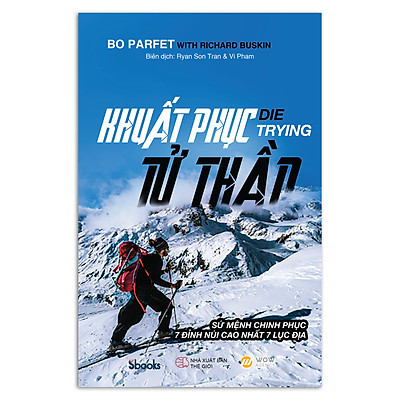 BO PARFET WITH RICHARD BUSKIN
Biên dịch: Ryan Son Tran & Vi Pham
KHUẤT PHỤC DIE TRYING
TỬ THẦN
SỨ MỆNH CHINH PHỤC
7 ĐỈNH NÚI CAO NHẤT 7 LỤC ĐỊA
Sbooks
NHÀ XUẤT BẢN
THẾ GIỚI
WOW